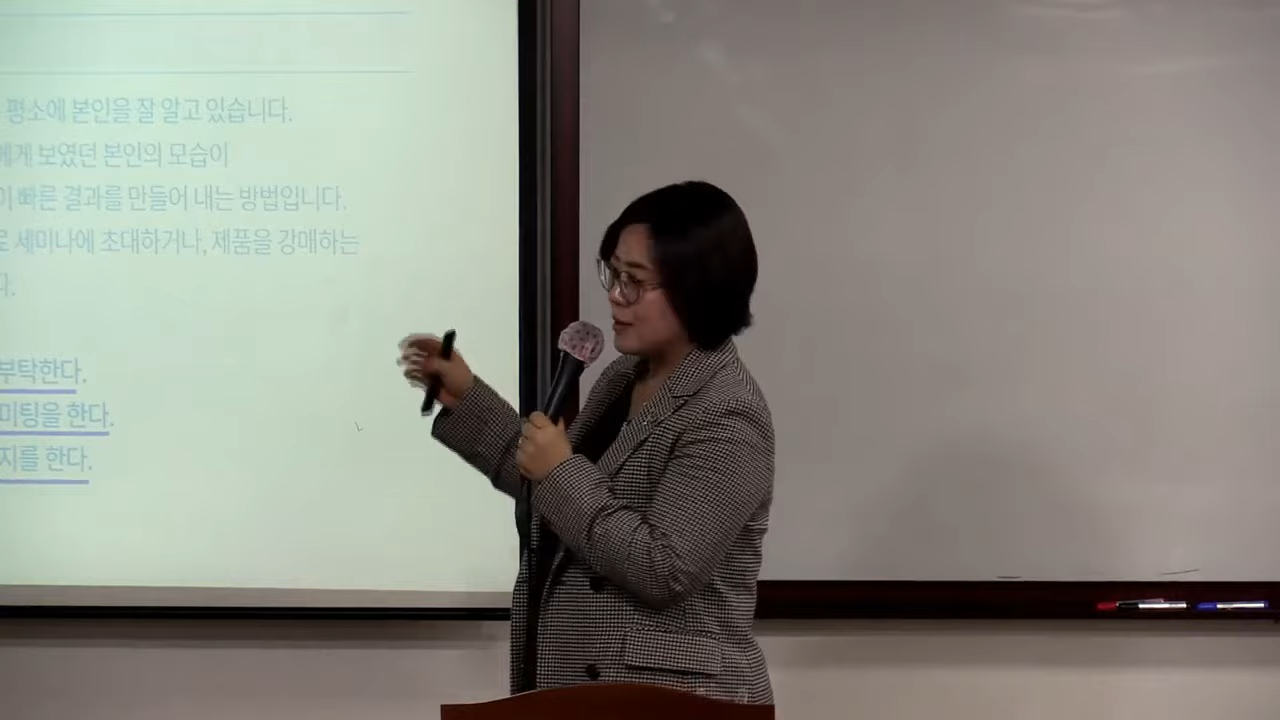 평소에 본인을 잘 알고 있습니다.
에게 보였던 본인의 모습이
이 빠른 결과를 만들어 내는 방법입니다.
로 세미나에 초대하거나, 제품을 강매하는
다.
부탁한다.
미팅을 한다.
지를 한다.